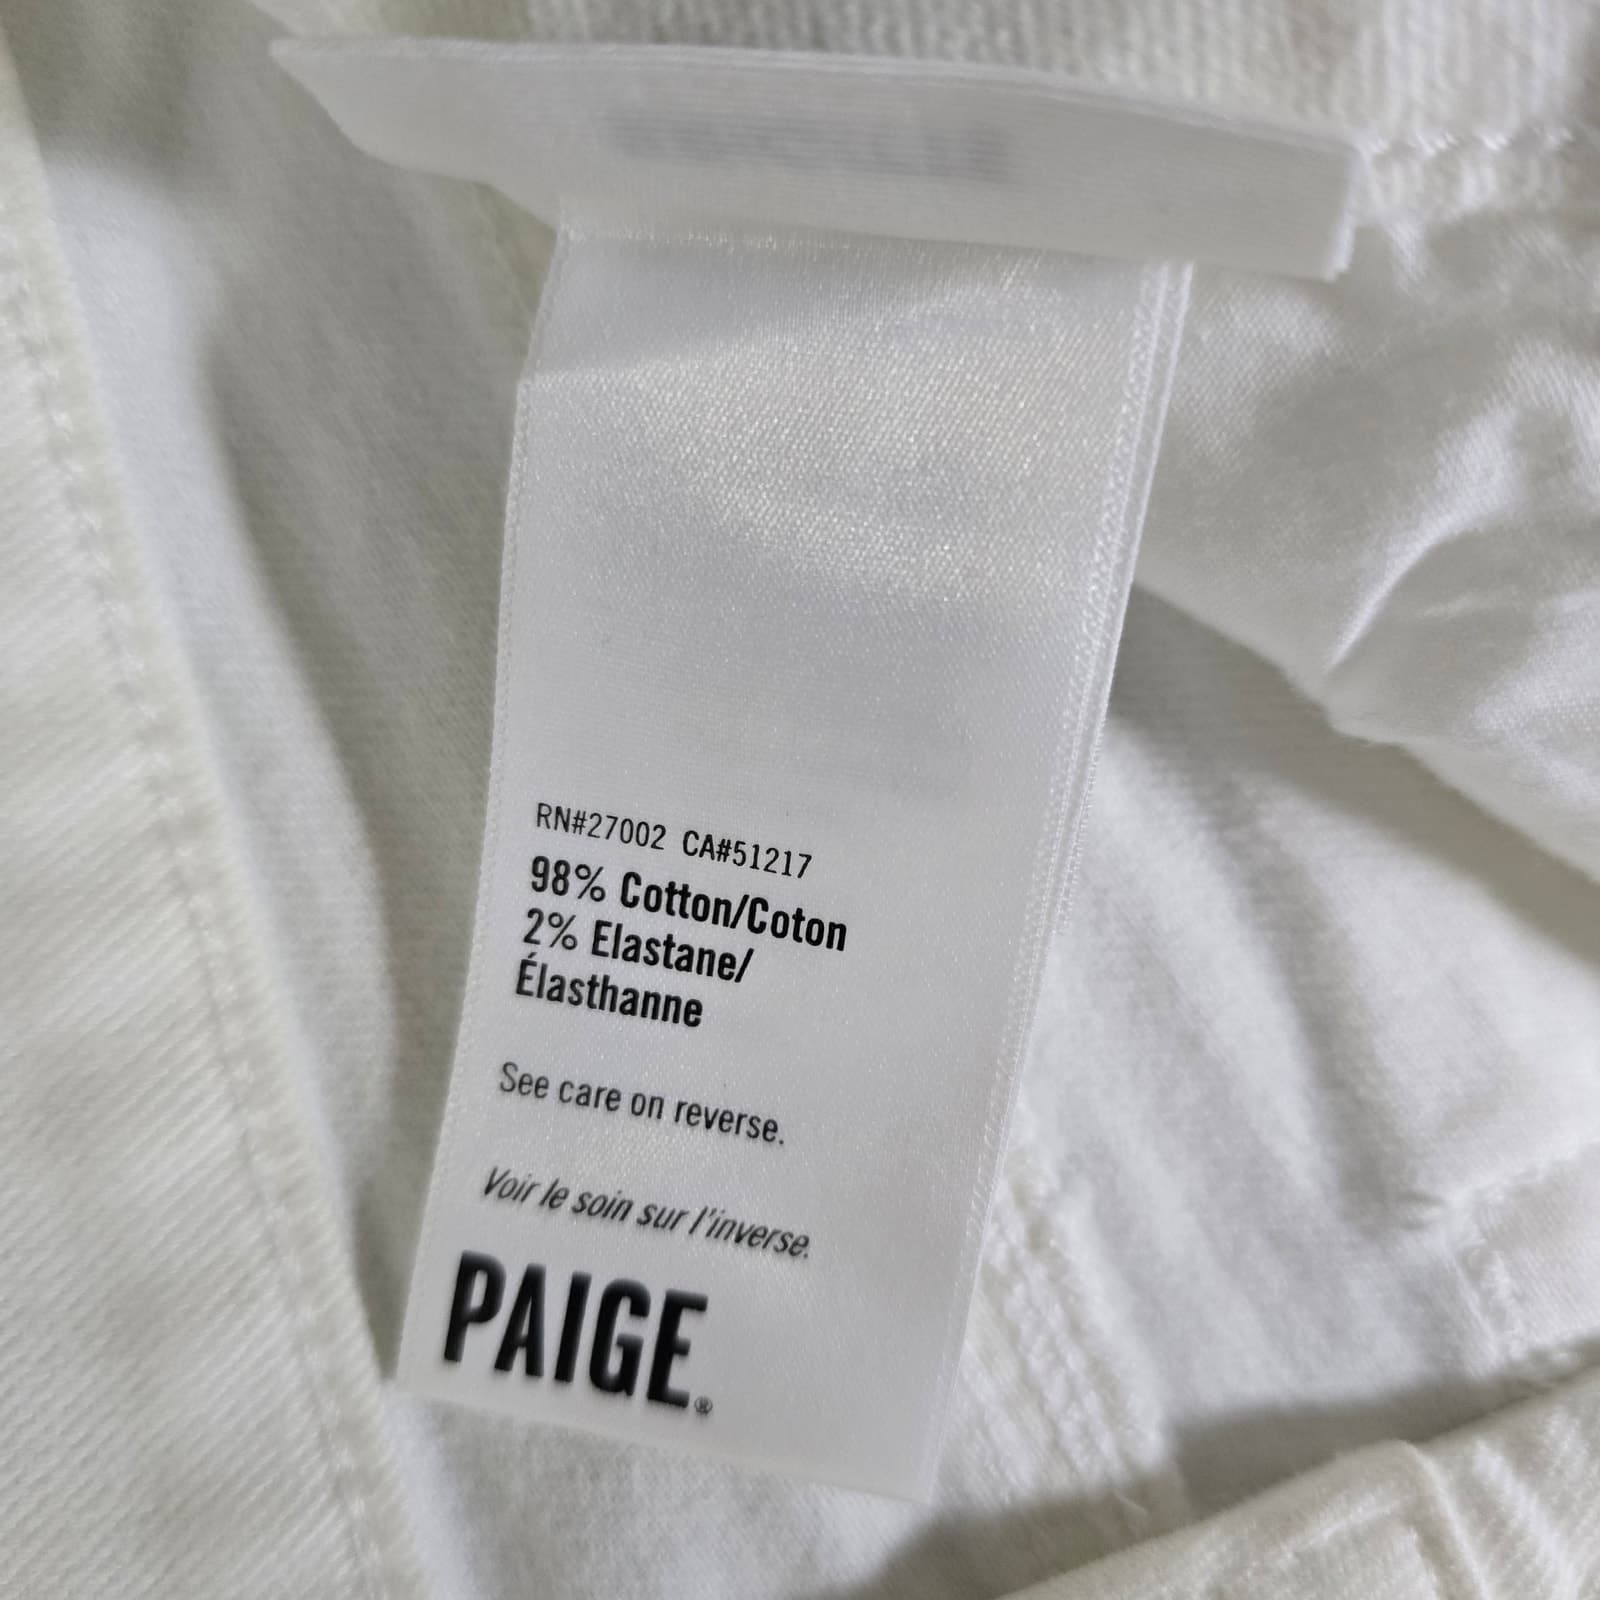 RN#27002 CA#51217
98% Cotton/Coton
2% Elastane/
Élasthanne
See care on reverse.
Voir le soin sur l'inverse.
PAIGE®